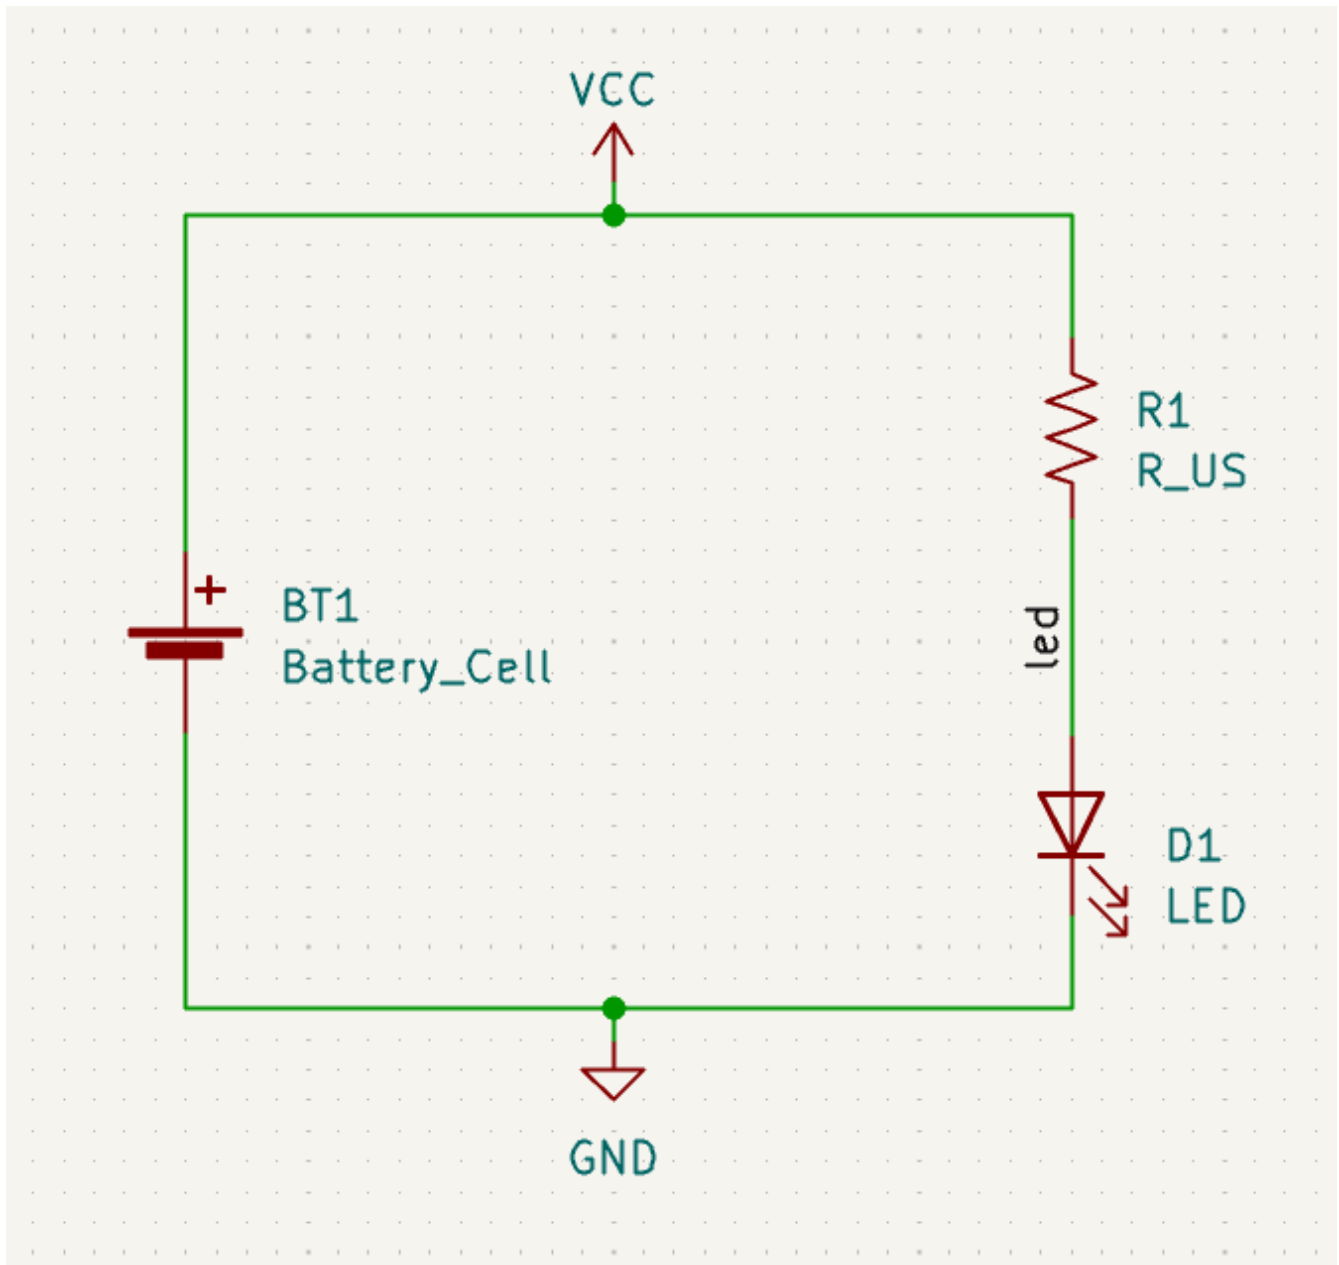 VCC
R1
R_US
BT1
Battery_Cell
led
D1
LED
GND